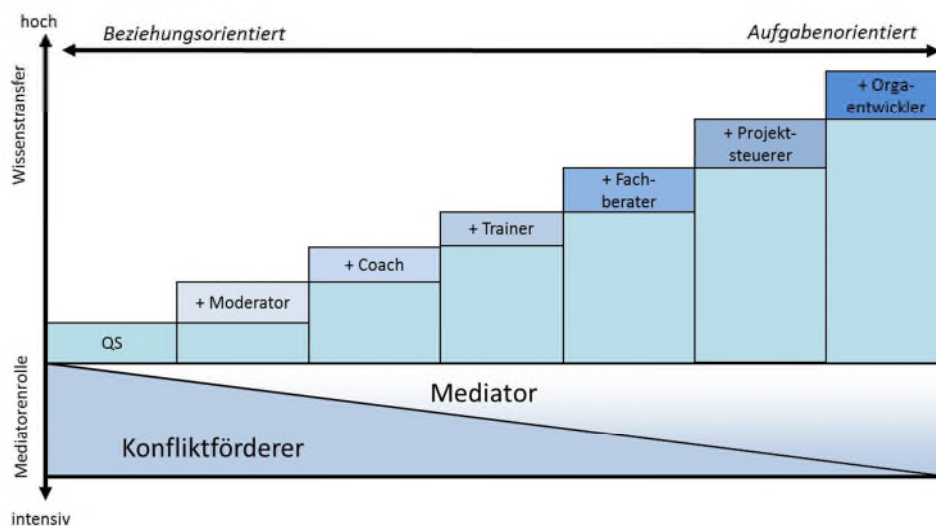 hoch
Beziehungsorientiert
Aufgabenorientiert
Wissenstransfer
+ Orga-
entwickler
+ Projekt-
steuerer
+ Fach-
berater
+ Trainer
+ Coach
+ Moderator
QS
Mediatorenrolle
Mediator
Konfliktförderer
intensiv